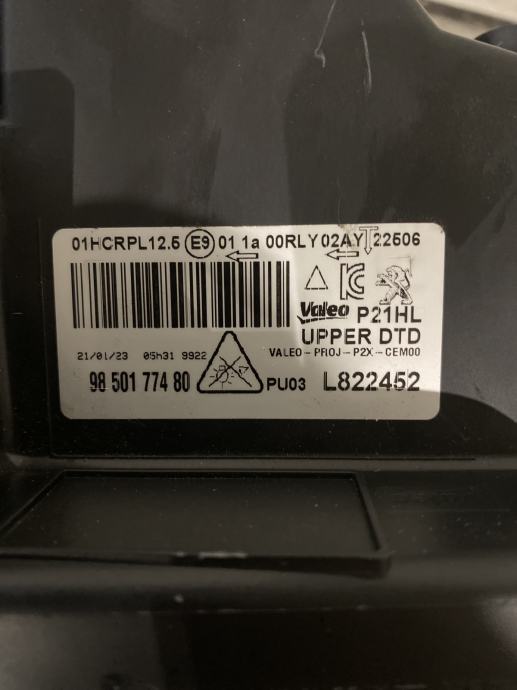 01HCRPL12.5 E9 01 1a 00RLY 02AY 22506
Valeo P21HL
UPPER DTD
21/01/23 05h31 9922
VALEO-PROJ-P2X-CEM00
98 501 774 80
PU03 L822452